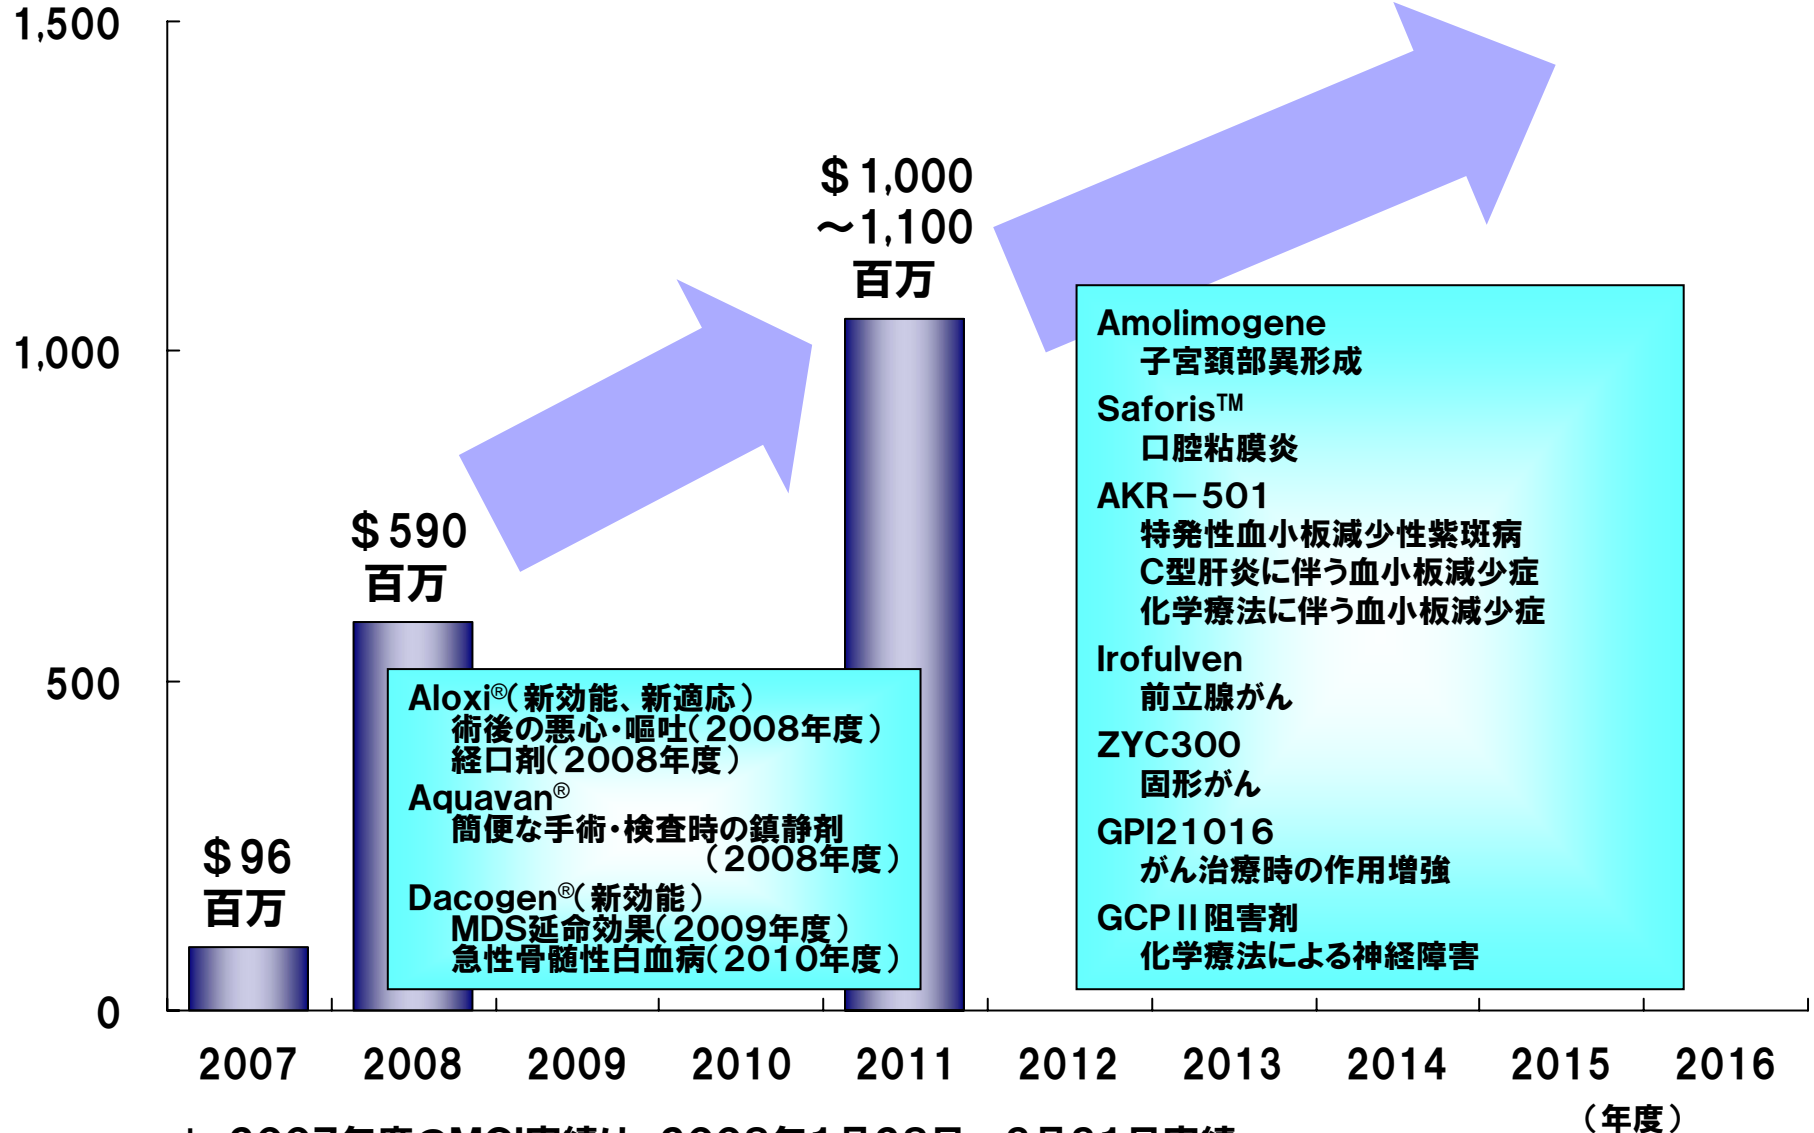 1,500
1,000
500
0
$96
百万
$590
百万
$1,000
～1,100
百万
Aloxi®（新効能、新適応）
術後の悪心・嘔吐（2008年度）
経口剤（2008年度）
Aquavan®
簡便な手術・検査時の鎮静剤
（2008年度）
Dacogen®（新効能）
MDS延命効果（2009年度）
急性骨髄性白血病（2010年度）
Amolimogene
子宮頚部異形成
Saforis™
口腔粘膜炎
AKR－501
特発性血小板減少性紫斑病
C型肝炎に伴う血小板減少症
化学療法に伴う血小板減少症
Irofulven
前立腺がん
ZYC300
固形がん
GPI21016
がん治療時の作用増強
GCPⅡ阻害剤
化学療法による神経障害
2007 2008 2009 2010 2011 2012 2013 2014 2015 2016
（年度）